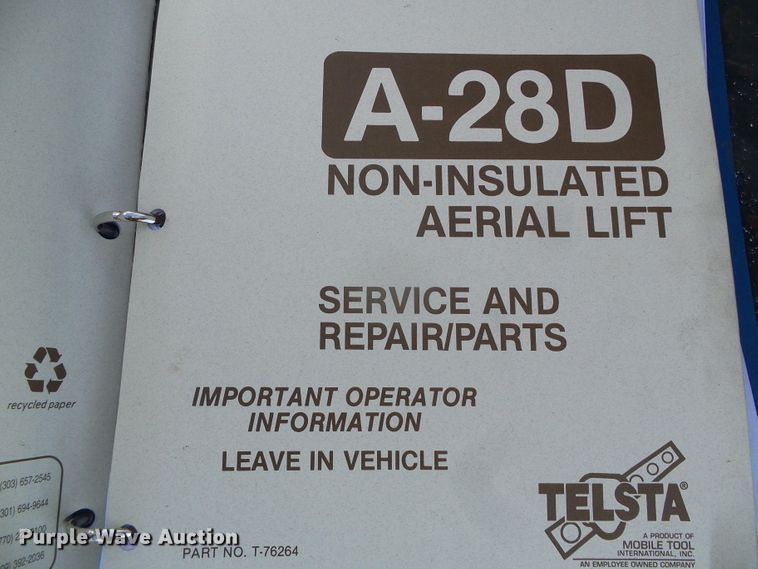 A-28D
NON-INSULATED
AERIAL LIFT
SERVICE AND
REPAIR/PARTS
IMPORTANT OPERATOR
INFORMATION
LEAVE IN VEHICLE
recycled paper
(303) 657-2545
301) 694-9644
382-2036
TELSTA®
A PRODUCT OF
MOBILE TOOL
INTERNATIONAL, INC.
AN EMPLOYEE OWNED COMPANY
PART NO. T-76264
Purple Wave Auction